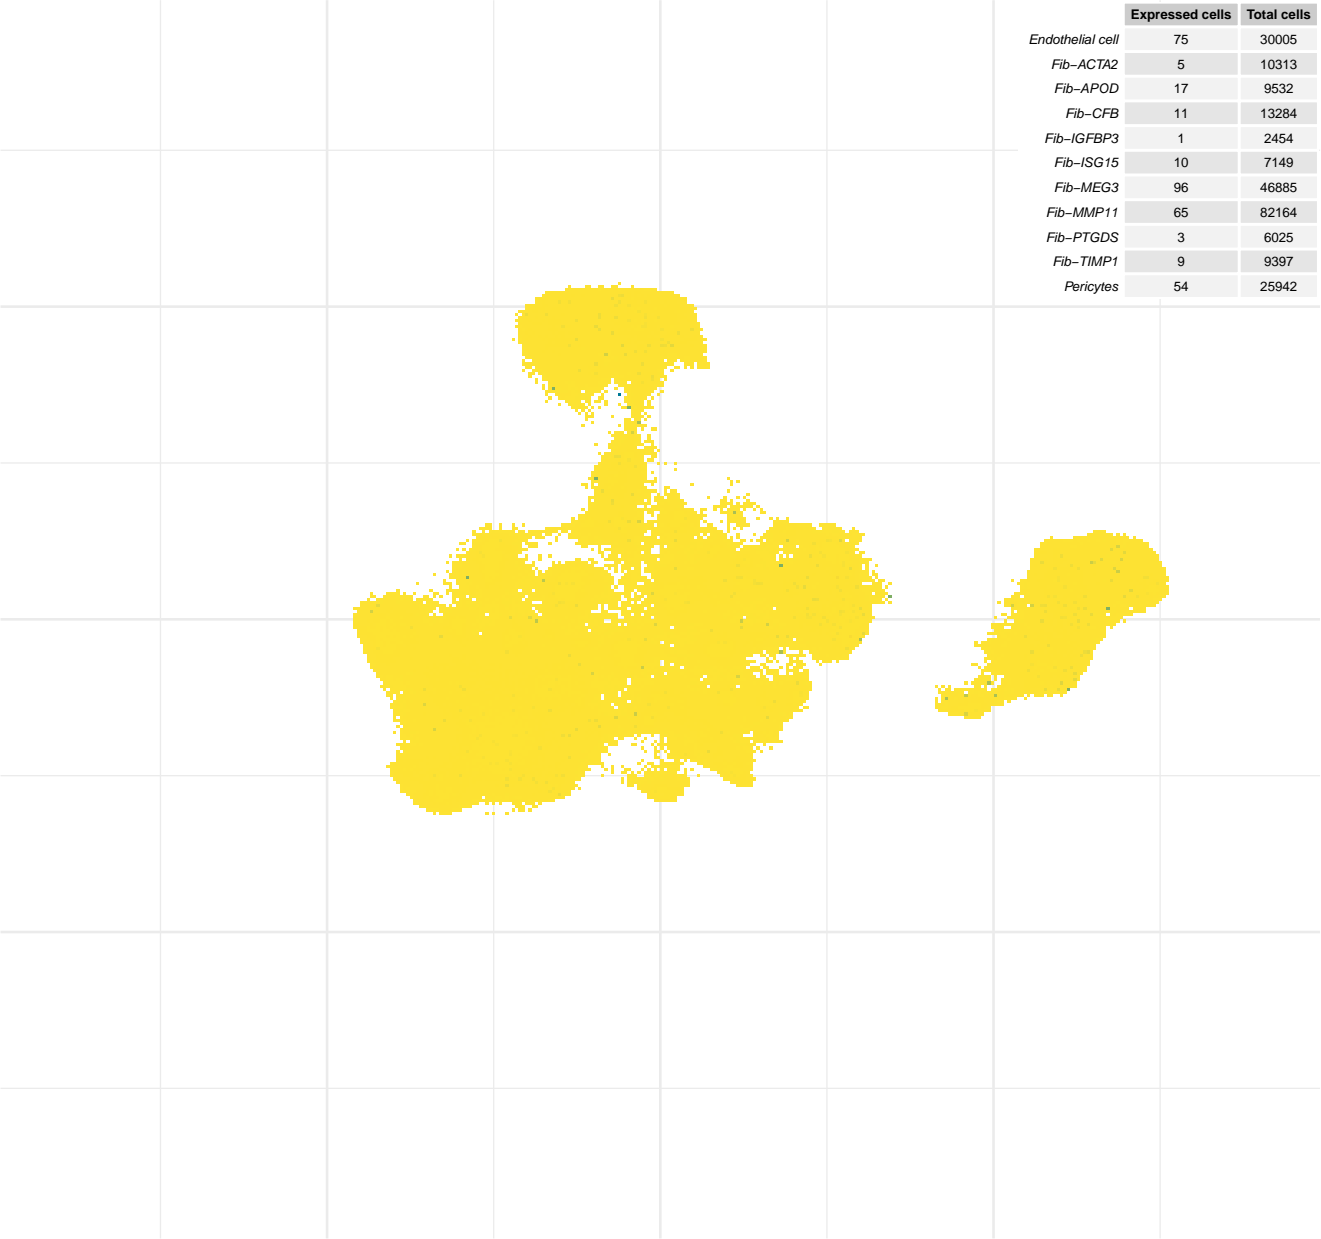 Expressed cells Total cells
Endothelial cell 75 30005
Fib−ACTA2 5 10313
Fib−APOD 17 9532
Fib−CFB 11 13284
Fib−IGFBP3 1 2454
Fib−ISG15 10 7149
Fib−MEG3 96 46885
Fib−MMP11 65 82164
Fib−PTGDS 3 6025
Fib−TIMP1 9 9397
Pericytes 54 25942